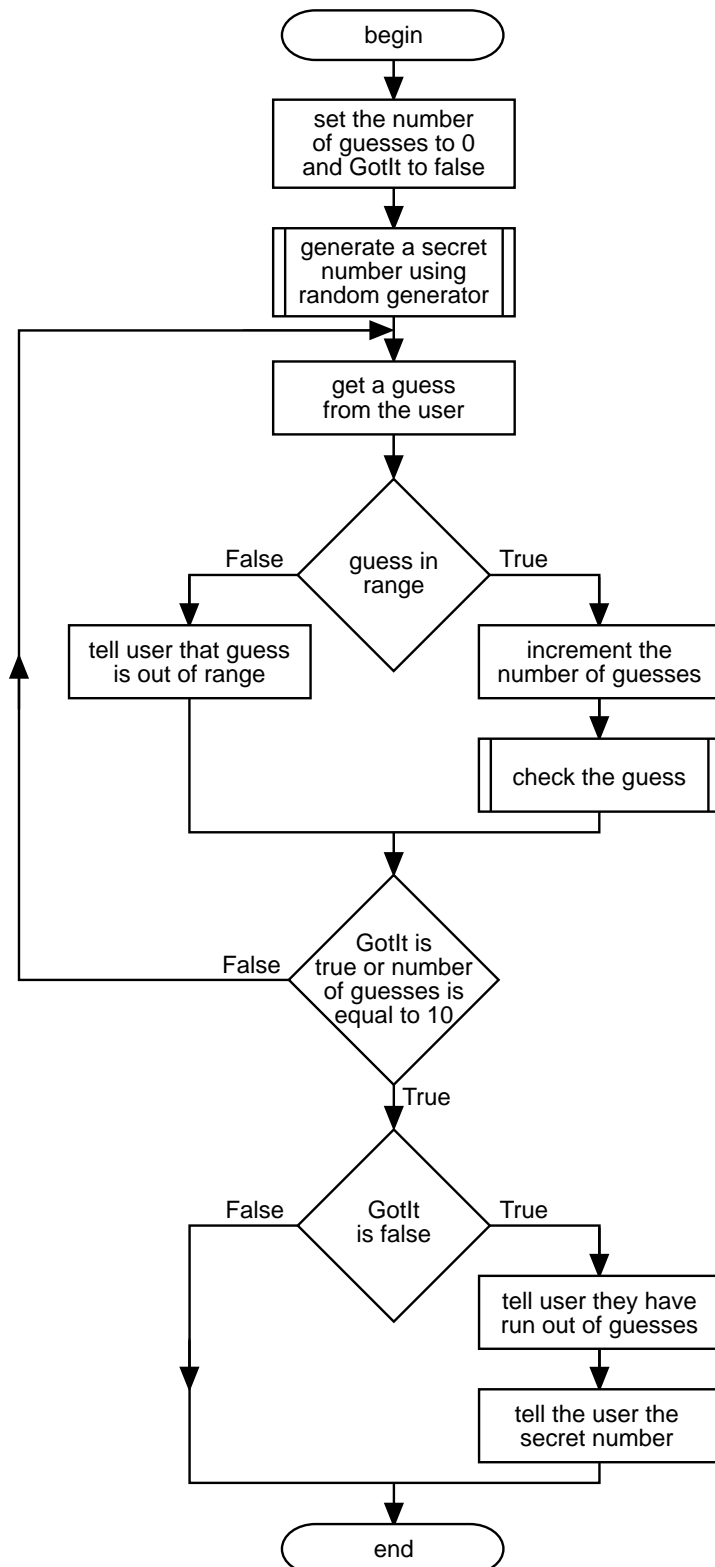 begin
set the number
of guesses to 0
and GotIt to false
generate a secret
number using
random generator
get a guess
from the user
False
guess in
range
True
tell user that guess
is out of range
increment the
number of guesses
check the guess
False
GotIt is
true or number
of guesses is
equal to 10
True
False
GotIt
is false
True
tell user they have
run out of guesses
tell the user the
secret number
end